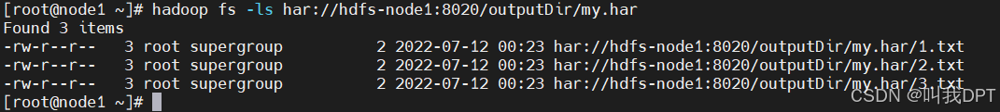 [root@node1 ~]# hadoop fs -ls har://hdfs-node1:8020/outputDir/my.har
Found 3 items
-rw-r--r--   3 root supergroup          2 2022-07-12 00:23 har://hdfs-node1:8020/outputDir/my.har/1.txt
-rw-r--r--   3 root supergroup          2 2022-07-12 00:23 har://hdfs-node1:8020/outputDir/my.har/2.txt
-rw-r--r--   3 root supergroup          2 2022-07-12 00:23 har://hdfs-node1:8020/outputDir/my.har/3.txt
[root@node1 ~]#
CSDN @叫我DPT